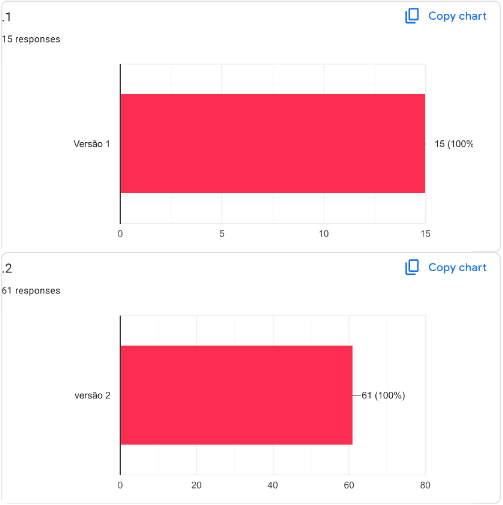 .1
Copy chart
15 responses
Versão 1
15 (100%
0 5 10 15
.2
Copy chart
61 responses
versão 2
61 (100%)
0 20 40 60 80